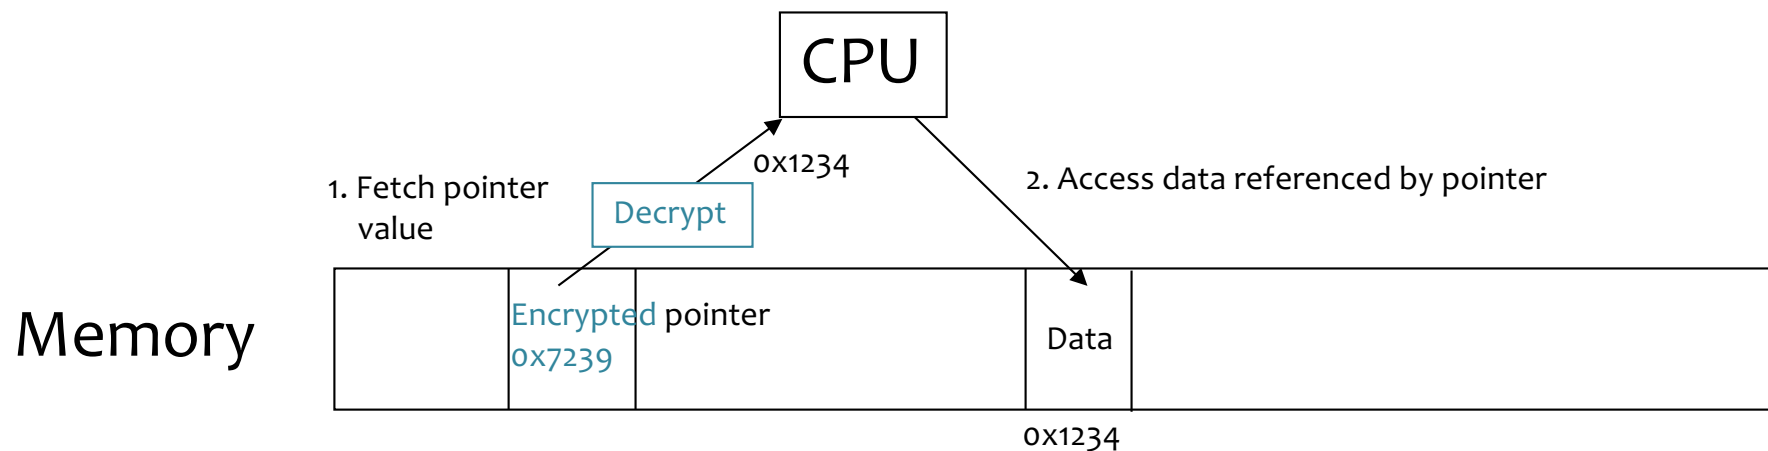 CPU
0x1234
1. Fetch pointer
value
2. Access data referenced by pointer
Decrypt
Memory
Encrypted pointer
0x7239
Data
0x1234